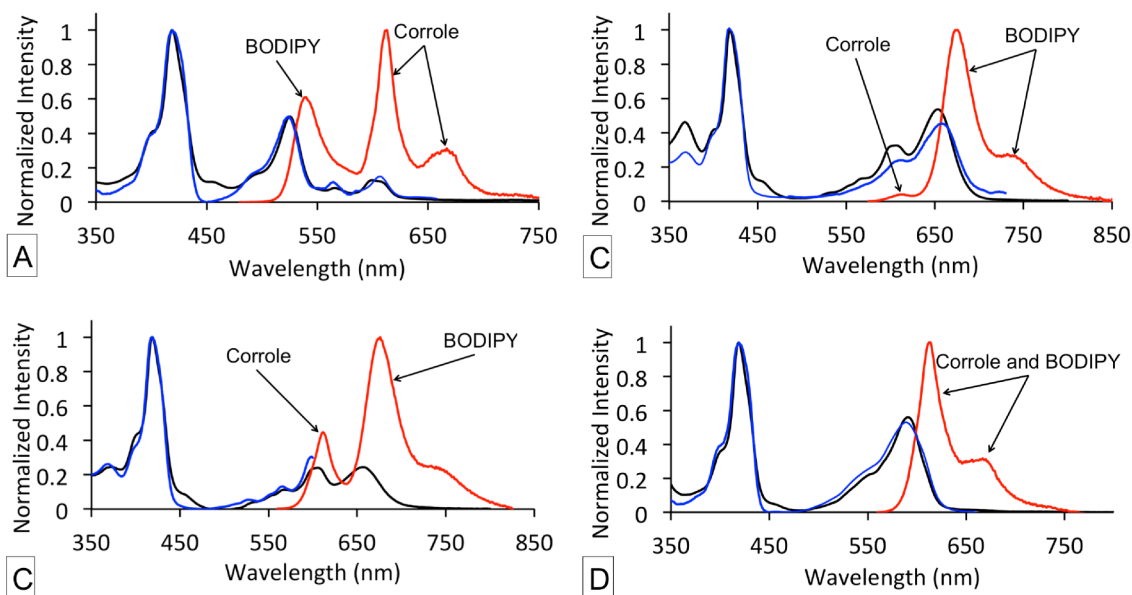 Normalized Intensity
1
0.8
0.6
0.4
0.2
0
BODIPY
Corrole
350
450
550
650
750
Wavelength (nm)
A
Normalized Intensity
1
0.8
0.6
0.4
0.2
0
Corrole
BODIPY
350
450
550
650
750
850
Wavelength (nm)
C
Normalized Intensity
1
0.8
0.6
0.4
0.2
0
Corrole
BODIPY
350
450
550
650
750
850
Wavelength (nm)
C
Normalized Intensity
1
0.8
0.6
0.4
0.2
0
Corrole and BODIPY
350
450
550
650
750
Wavelength (nm)
D